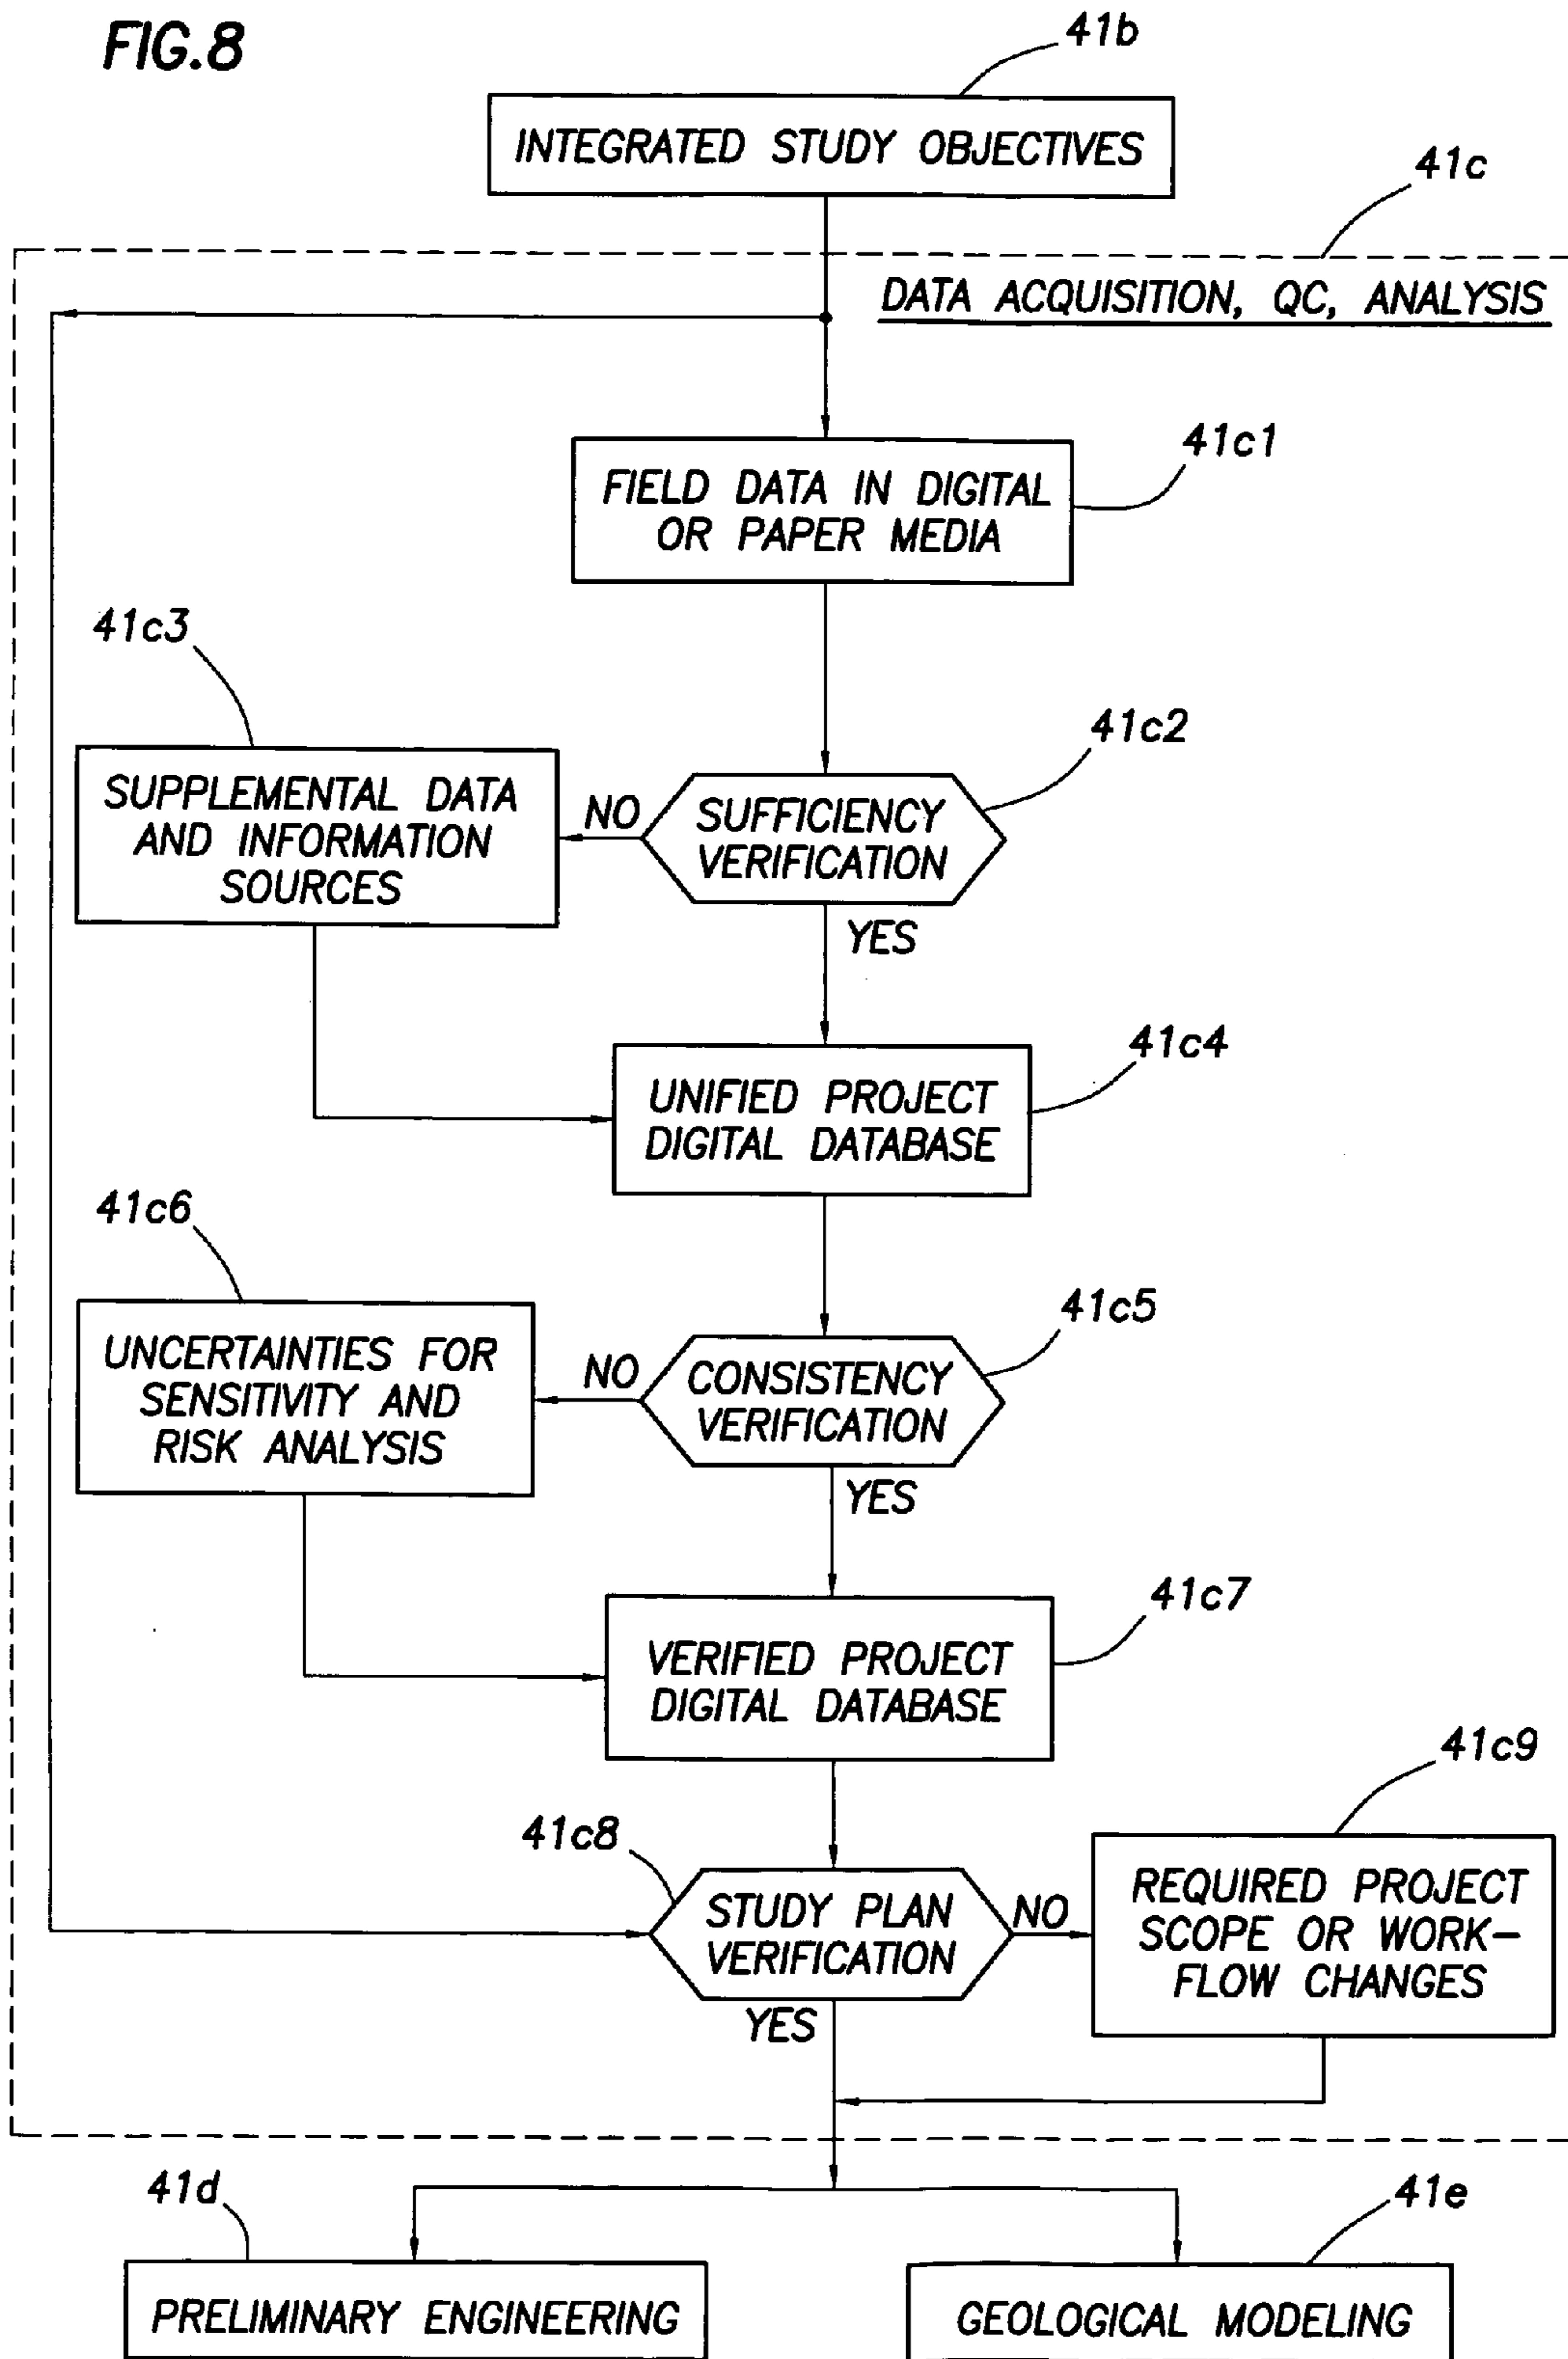 FIG.8
41b
INTEGRATED STUDY OBJECTIVES
41c
DATA ACQUISITION, QC, ANALYSIS
41c1
FIELD DATA IN DIGITAL
OR PAPER MEDIA
41c3
41c2
SUPPLEMENTAL DATA
AND INFORMATION
SOURCES
NO
SUFFICIENCY
VERIFICATION
YES
41c4
UNIFIED PROJECT
DIGITAL DATABASE
41c6
41c5
UNCERTAINTIES FOR
SENSITIVITY AND
RISK ANALYSIS
NO
CONSISTENCY
VERIFICATION
YES
41c7
VERIFIED PROJECT
DIGITAL DATABASE
41c9
41c8
STUDY PLAN
VERIFICATION
NO
REQUIRED PROJECT
SCOPE OR WORK-
FLOW CHANGES
YES
41d
41e
PRELIMINARY ENGINEERING
GEOLOGICAL MODELING